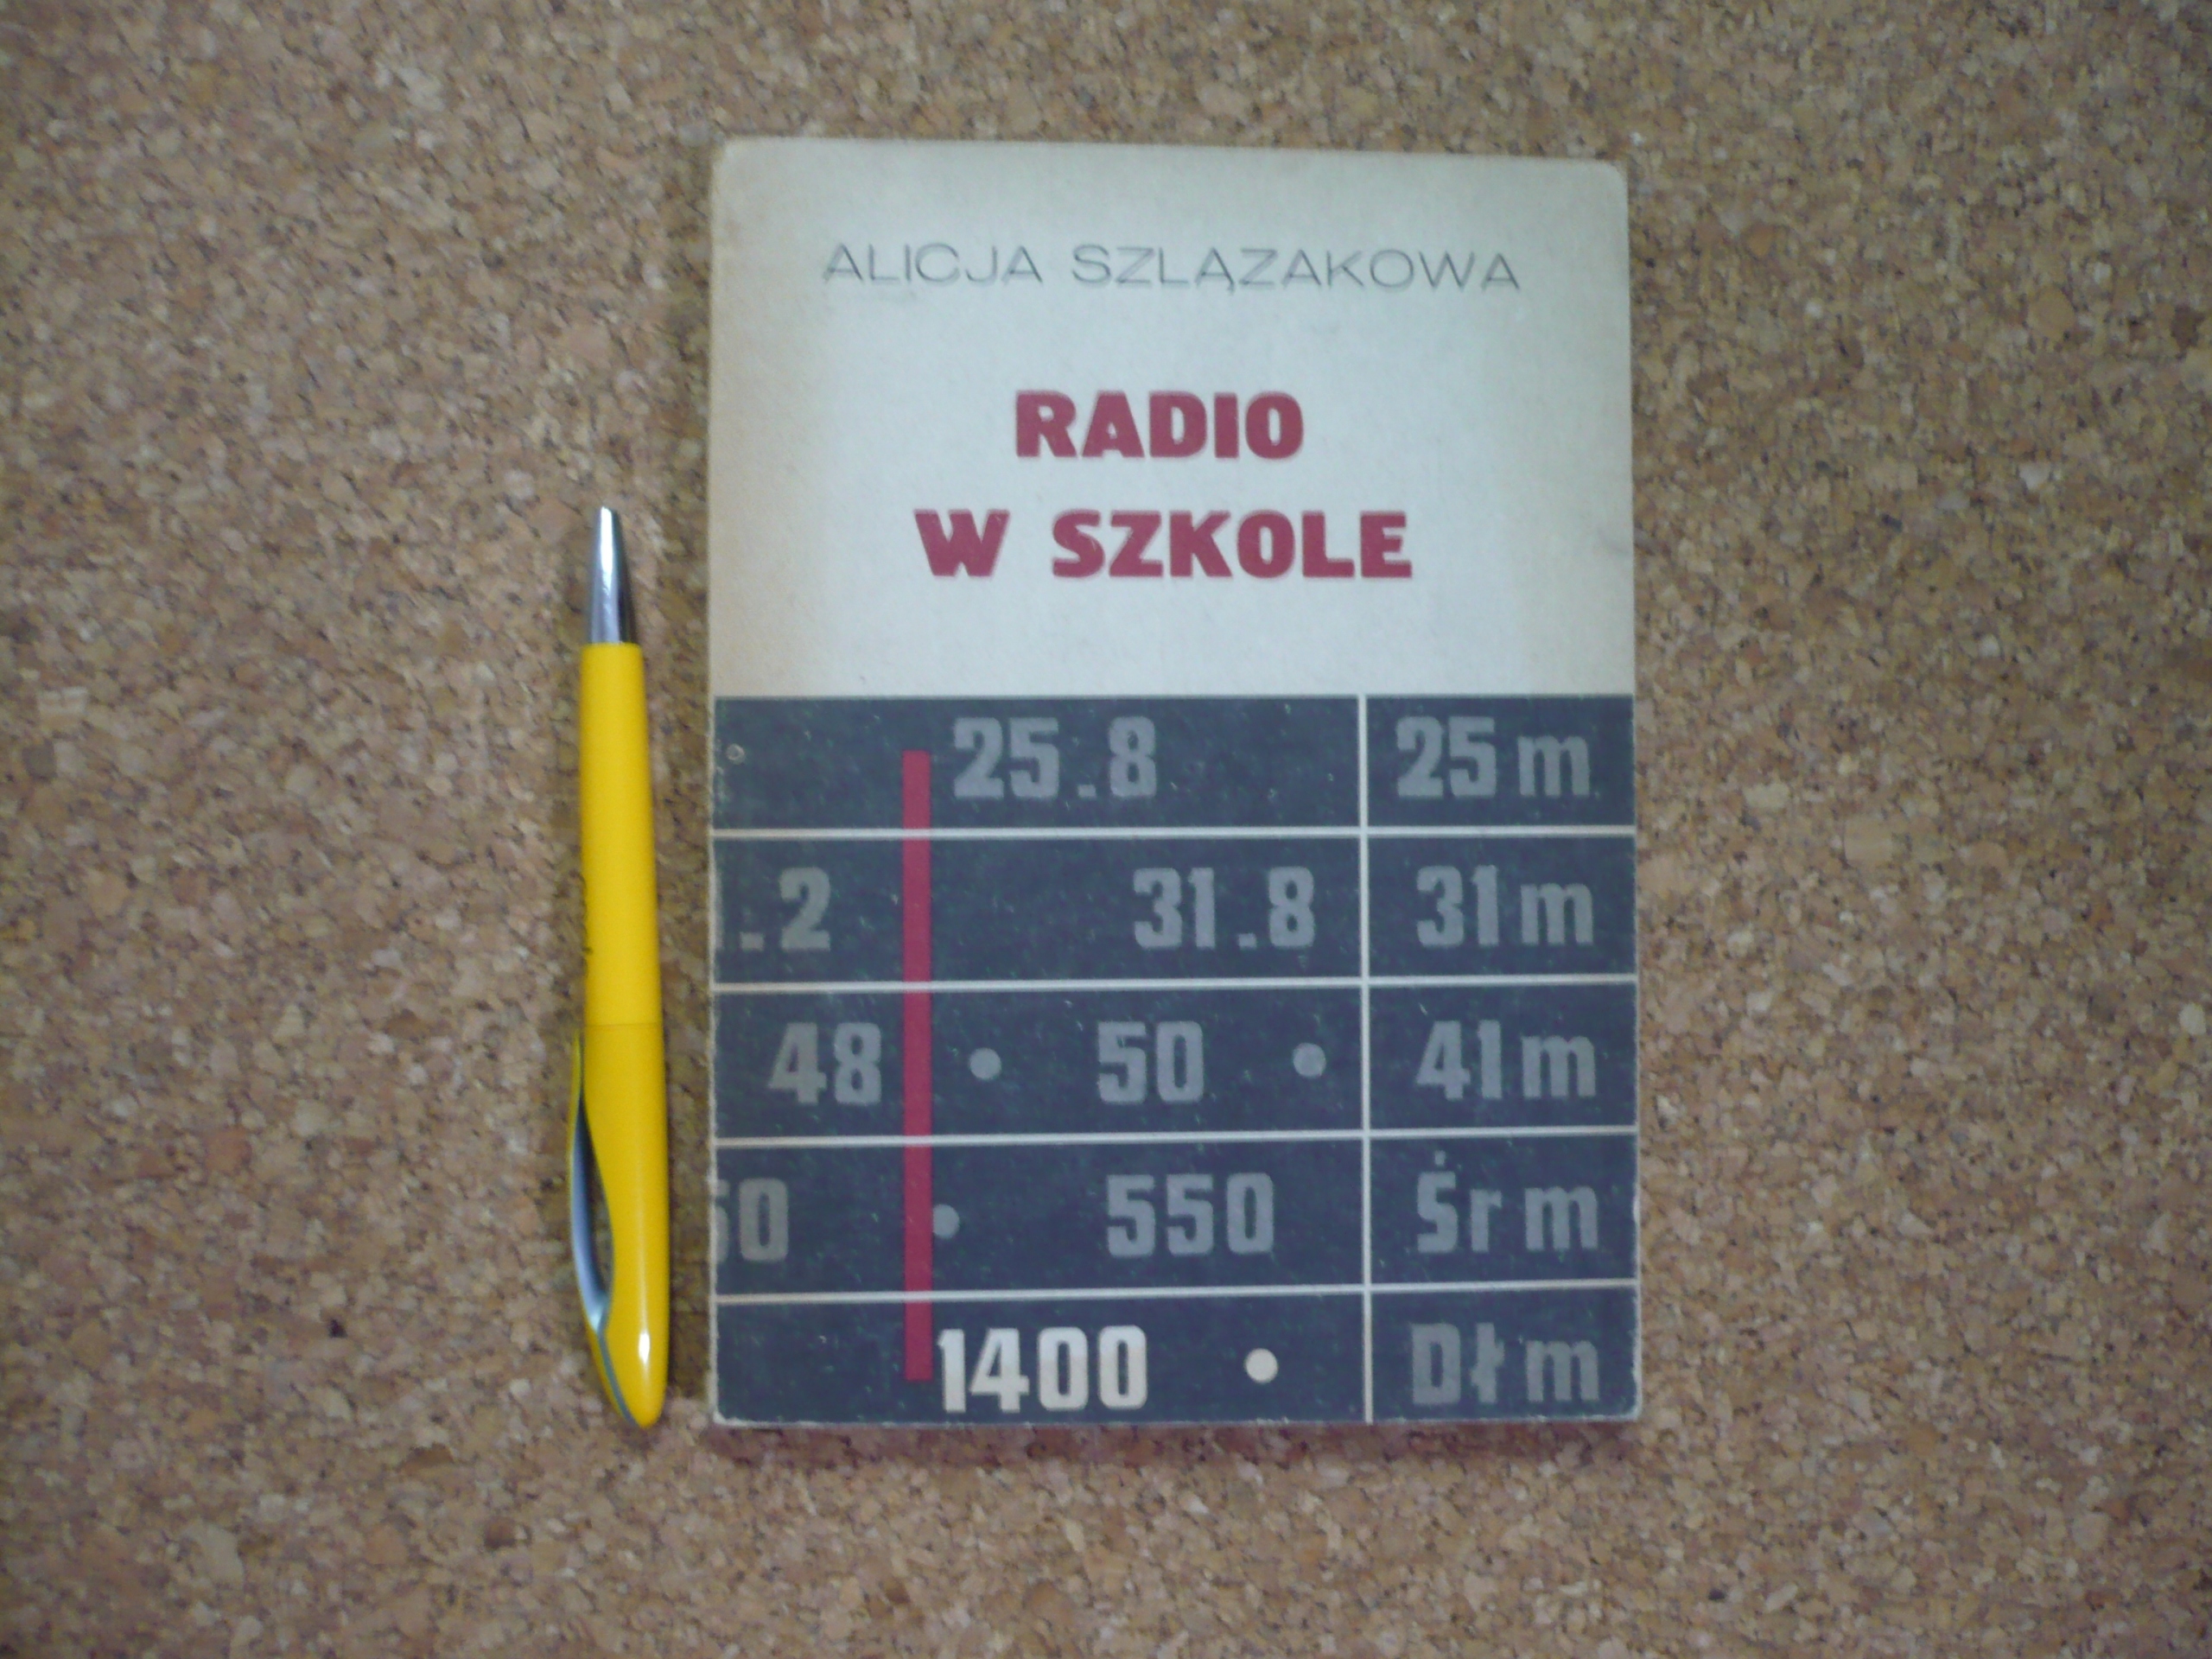 ALICJA SZLĄZAKOWA
RADIO
W SZKOLE
25.8 25 m
.2 31.8 31 m
48 • 50 • 41 m
50 • 550 Śr m
1400 • Dł m